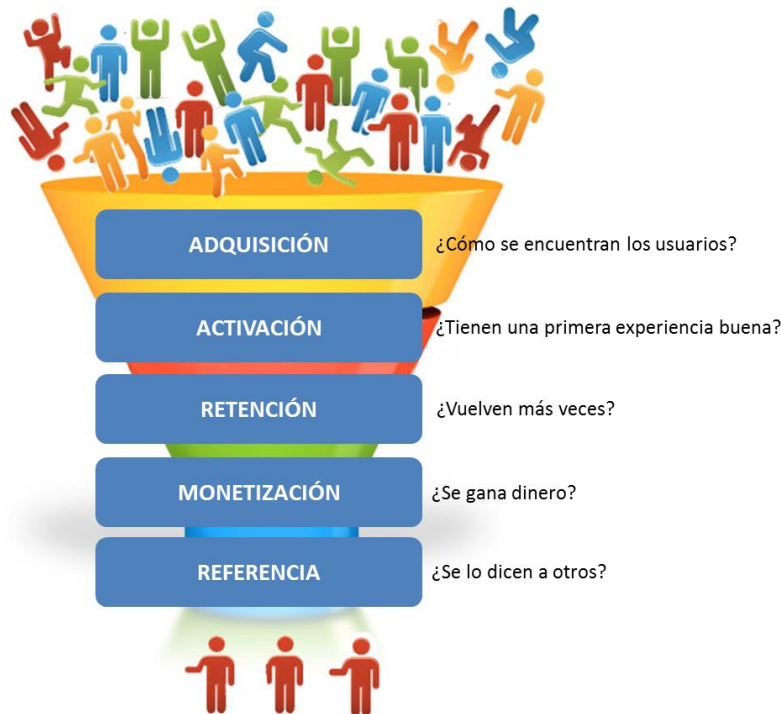 ADQUISICIÓN
¿Cómo se encuentran los usuarios?
ACTIVACIÓN
¿Tienen una primera experiencia buena?
RETENCIÓN
¿Vuelven más veces?
MONETIZACIÓN
¿Se gana dinero?
REFERENCIA
¿Se lo dicen a otros?